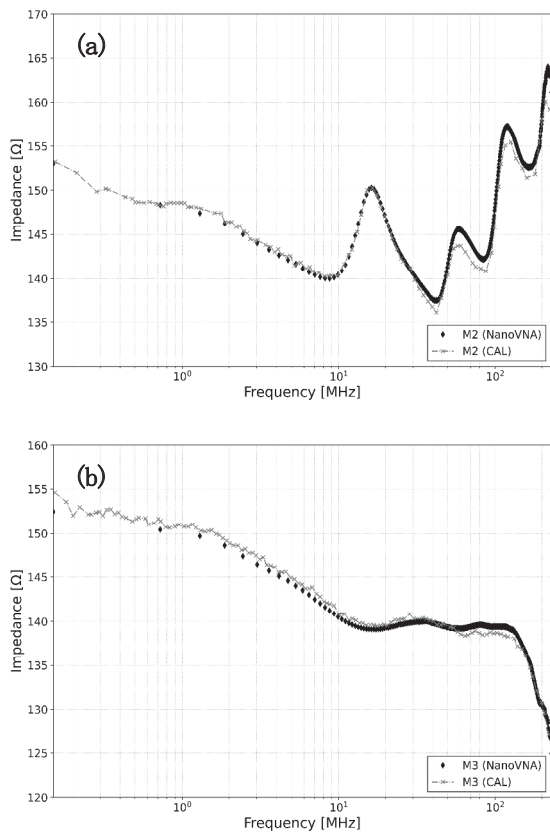 (a)
170
165
160
155
150
145
140
135
130
Impedance [Ω]
10⁰
10¹
10²
Frequency [MHz]
M2 (NanoVNA)
M2 (CAL)
(b)
160
155
150
145
140
135
130
125
120
Impedance [Ω]
10⁰
10¹
10²
Frequency [MHz]
M3 (NanoVNA)
M3 (CAL)